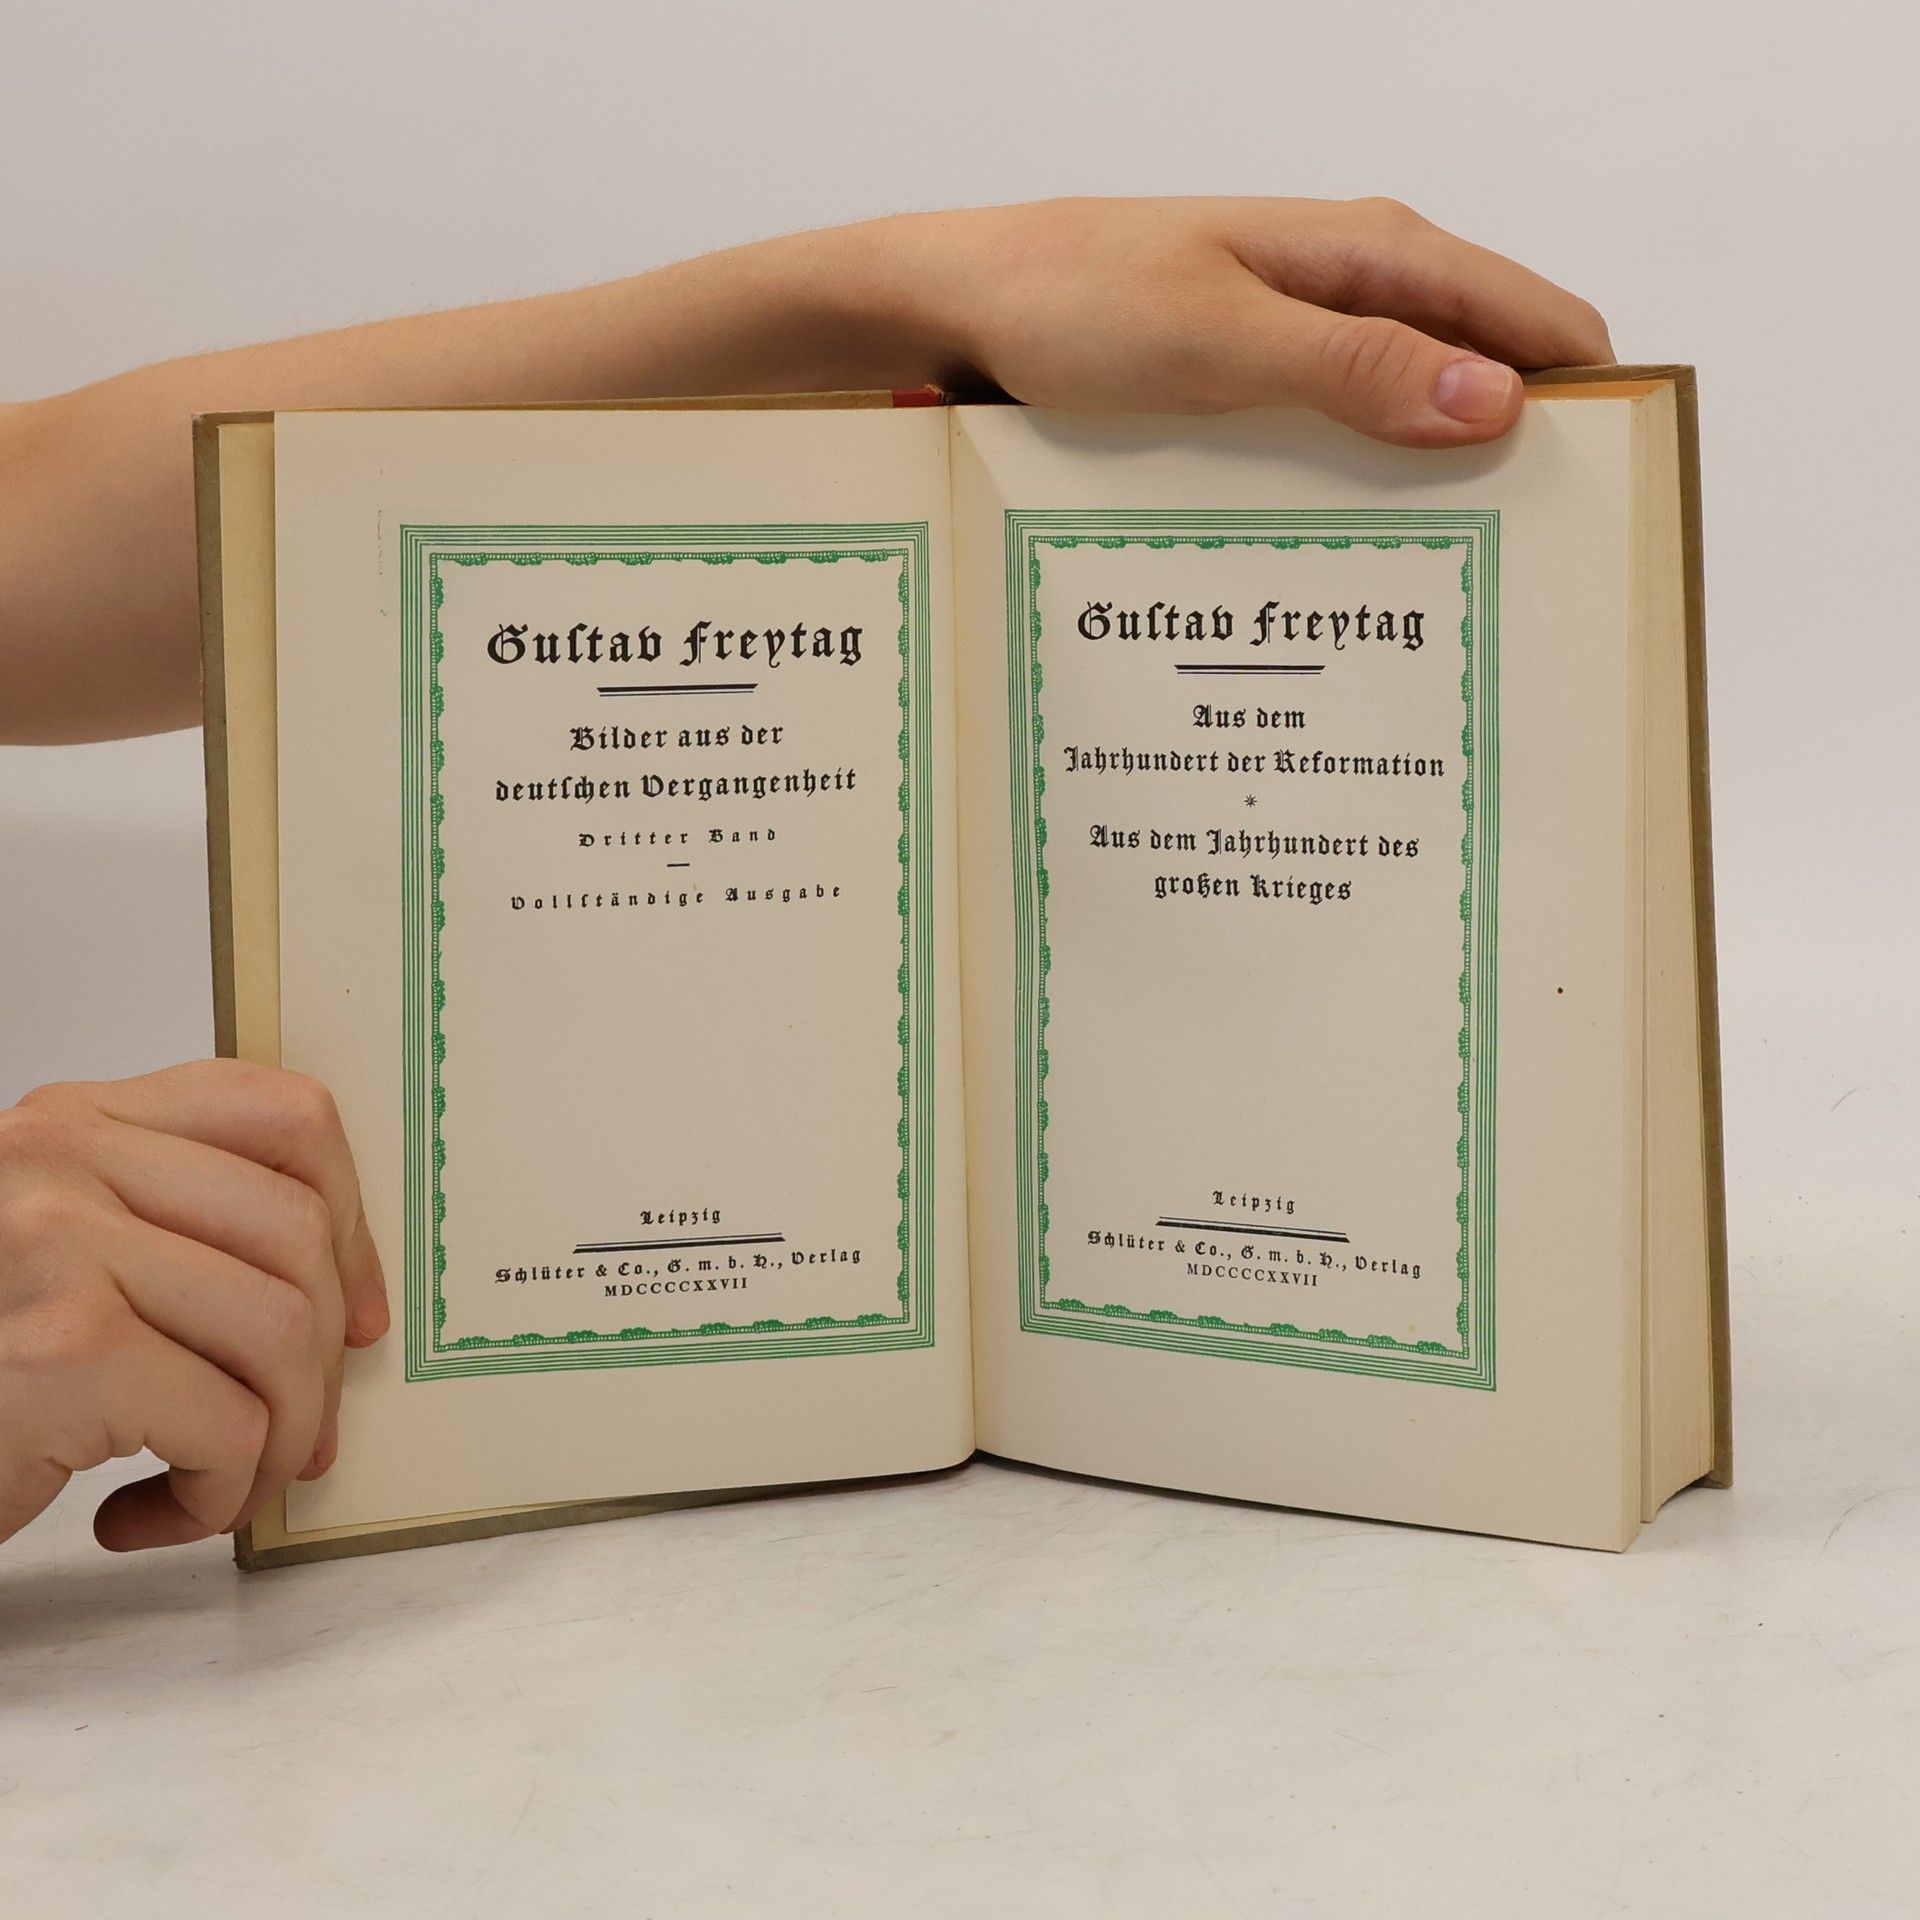 Guſtav Freytag
Bilder aus der
deutſchen Vergangenheit
Dritter Band
Vollſtändige Ausgabe
Leipzig
Schlüter & Co., G. m. b. H., Verlag
MDCCCCXXVII
Guſtav Freytag
Aus dem
Jahrhundert der Reformation
*
Aus dem Jahrhundert des
großen Krieges
Leipzig
Schlüter & Co., G. m. b. H., Verlag
MDCCCCXXVII